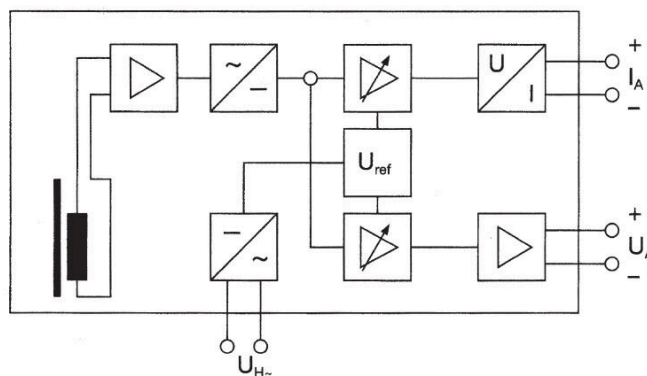 +
~
–
U
I
I_A
–
U_ref
+
–
~
U_A
–
U_H~